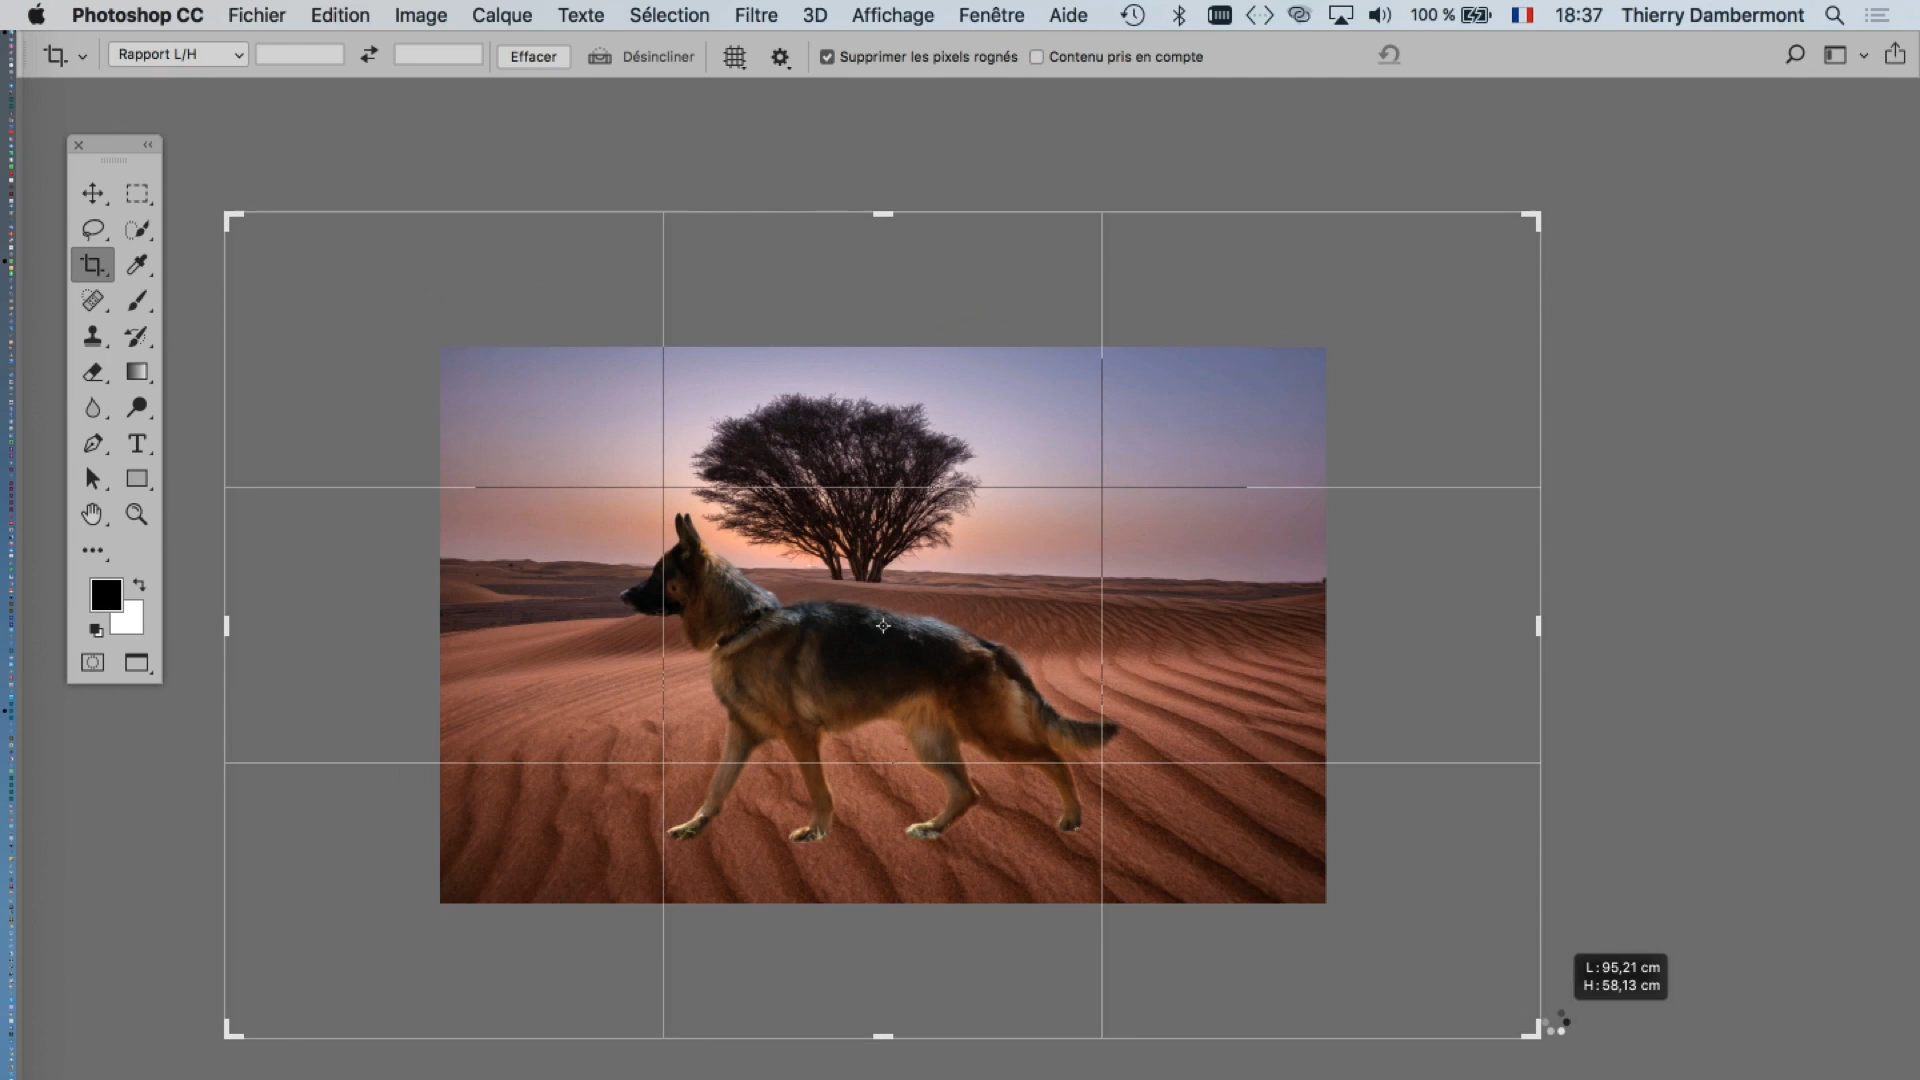 Photoshop CC Fichier Edition Image Calque Texte Sélection Filtre 3D Affichage Fenêtre Aide 100 % 18:37 Thierry Dambermont
Rapport L/H Effacer Désincliner Supprimer les pixels rognés Contenu pris en compte
T
L : 95,21 cm
H : 58,13 cm